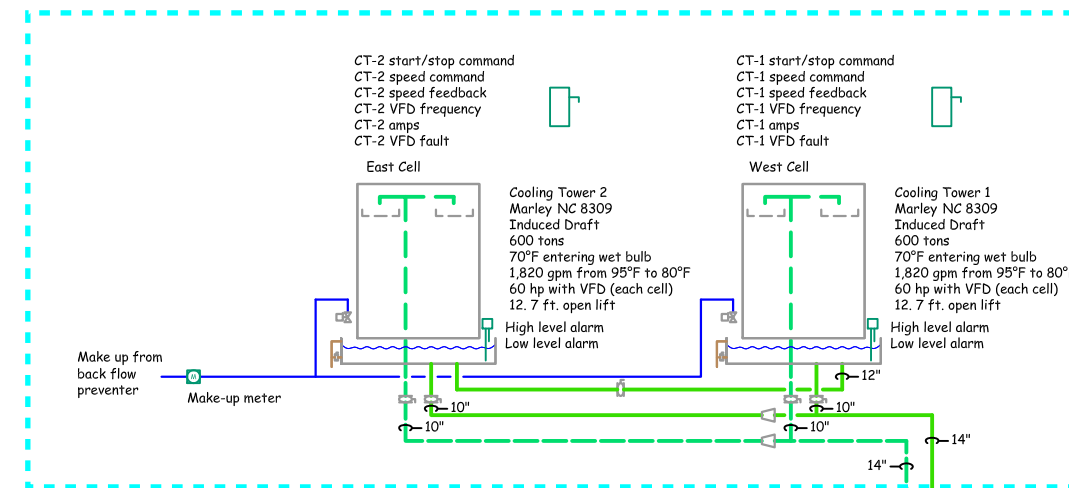 CT-2 start/stop command
CT-2 speed command
CT-2 speed feedback
CT-2 VFD frequency
CT-2 amps
CT-2 VFD fault
East Cell
CT-1 start/stop command
CT-1 speed command
CT-1 speed feedback
CT-1 VFD frequency
CT-1 amps
CT-1 VFD fault
West Cell
Cooling Tower 2
Marley NC 8309
Induced Draft
600 tons
70°F entering wet bulb
1,820 gpm from 95°F to 80°F
60 hp with VFD (each cell)
12. 7 ft. open lift
High level alarm
Low level alarm
Cooling Tower 1
Marley NC 8309
Induced Draft
600 tons
70°F entering wet bulb
1,820 gpm from 95°F to 80°
60 hp with VFD (each cell)
12. 7 ft. open lift
High level alarm
Low level alarm
Make up from
back flow
preventer
M
Make-up meter
12"
10"
10"
10"
10"
14"
14"